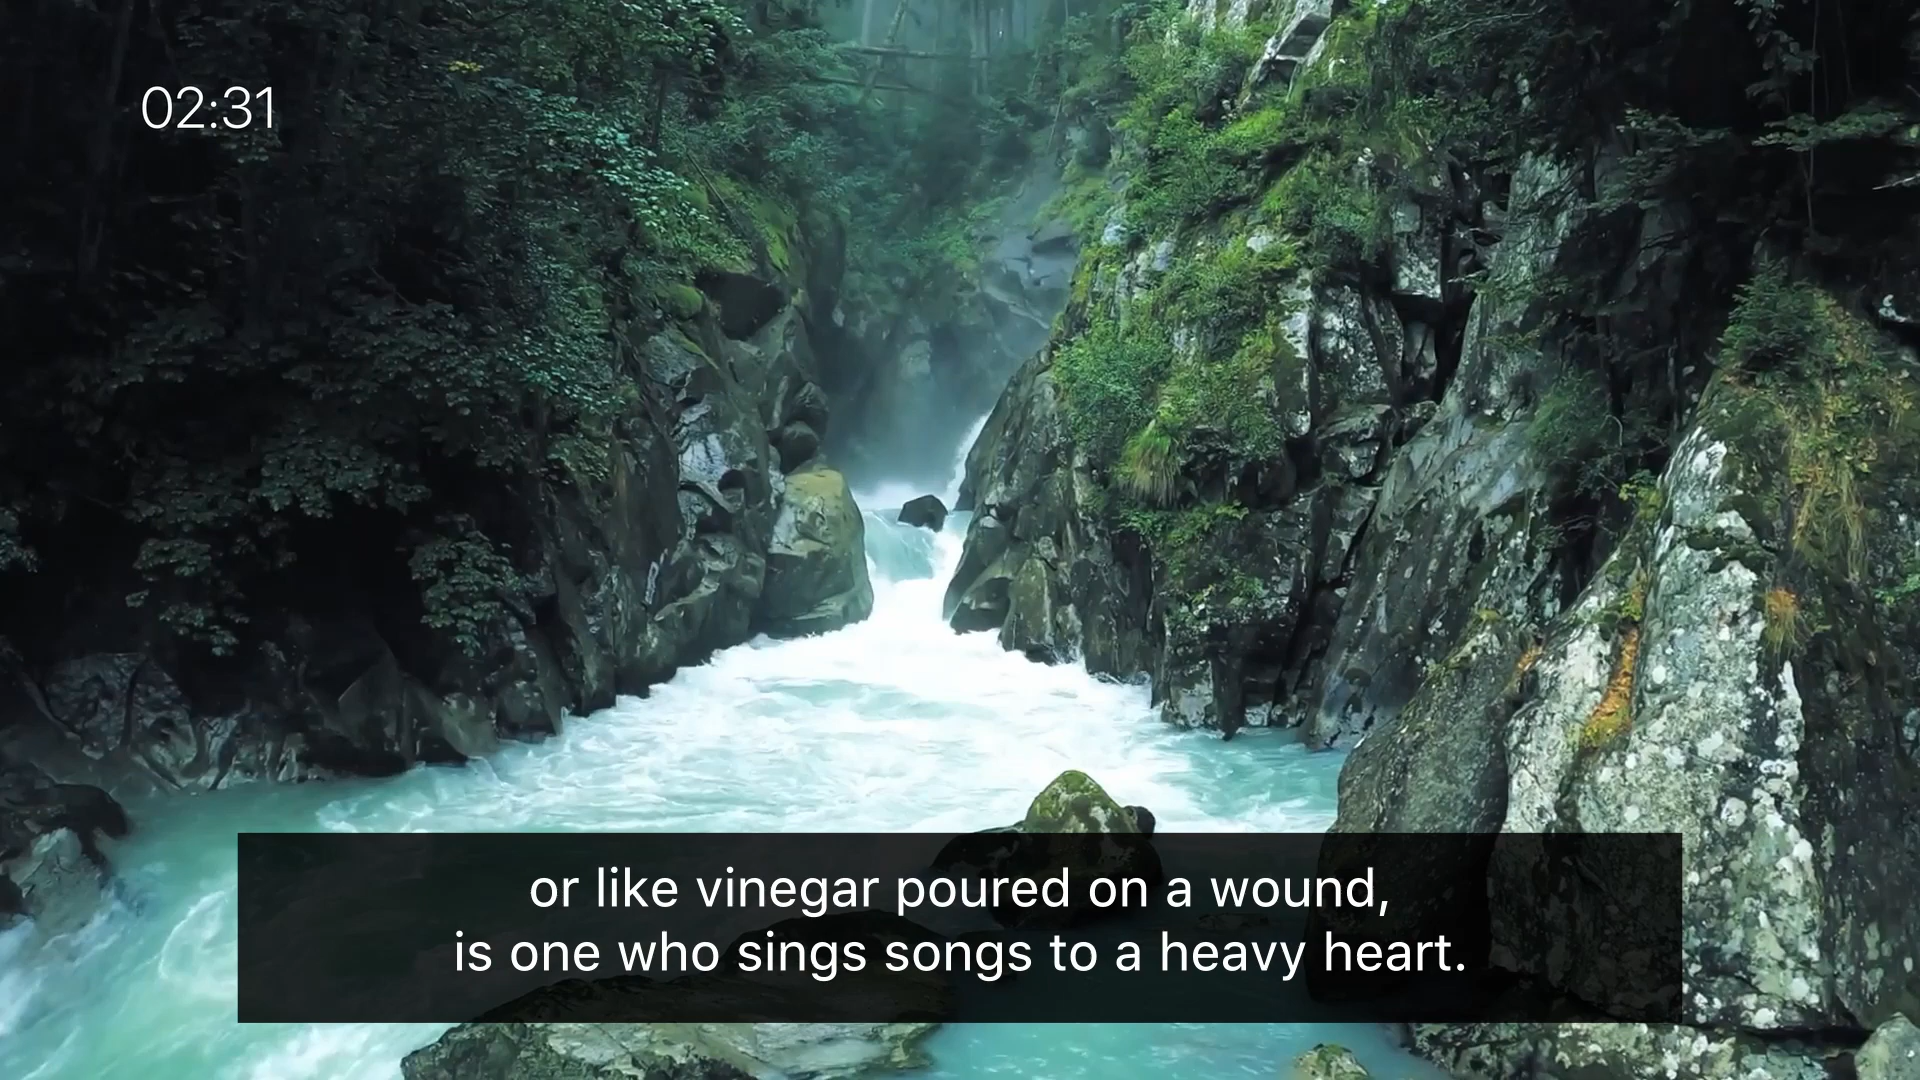 02:31
or like vinegar poured on a wound,
is one who sings songs to a heavy heart.